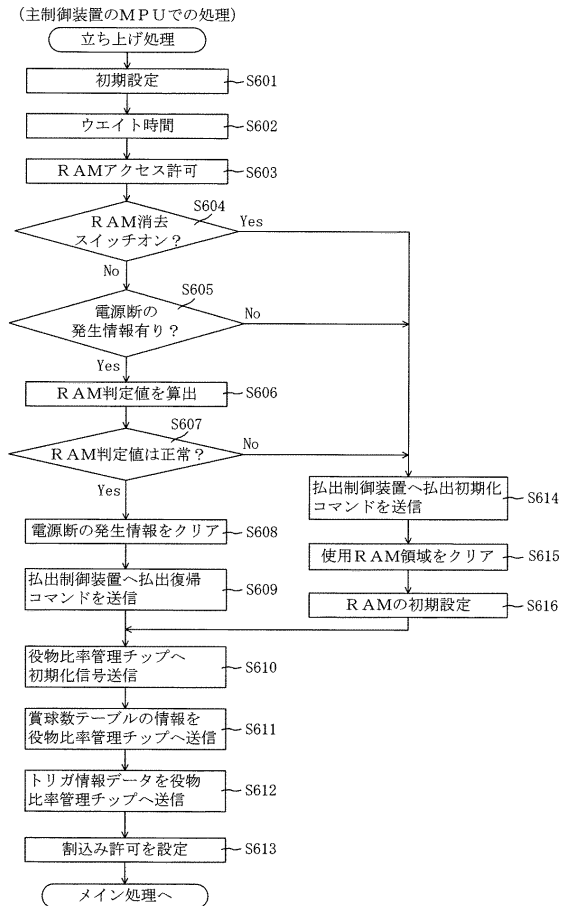 (主制御装置のＭＰＵでの処理)
立ち上げ処理
初期設定
S601
ウエイト時間
S602
ＲＡＭアクセス許可
S603
ＲＡＭ消去
スイッチオン？
S604
Yes
No
電源断の
発生情報有り？
S605
No
Yes
ＲＡＭ判定値を算出
S606
ＲＡＭ判定値は正常？
S607
No
Yes
電源断の発生情報をクリア
S608
払出制御装置へ払出復帰
コマンドを送信
S609
払出制御装置へ払出初期化
コマンドを送信
S614
使用ＲＡＭ領域をクリア
S615
ＲＡＭの初期設定
S616
役物比率管理チップへ
初期化信号送信
S610
賞球数テーブルの情報を
役物比率管理チップへ送信
S611
トリガ情報データを役物
比率管理チップへ送信
S612
割込み許可を設定
S613
メイン処理へ